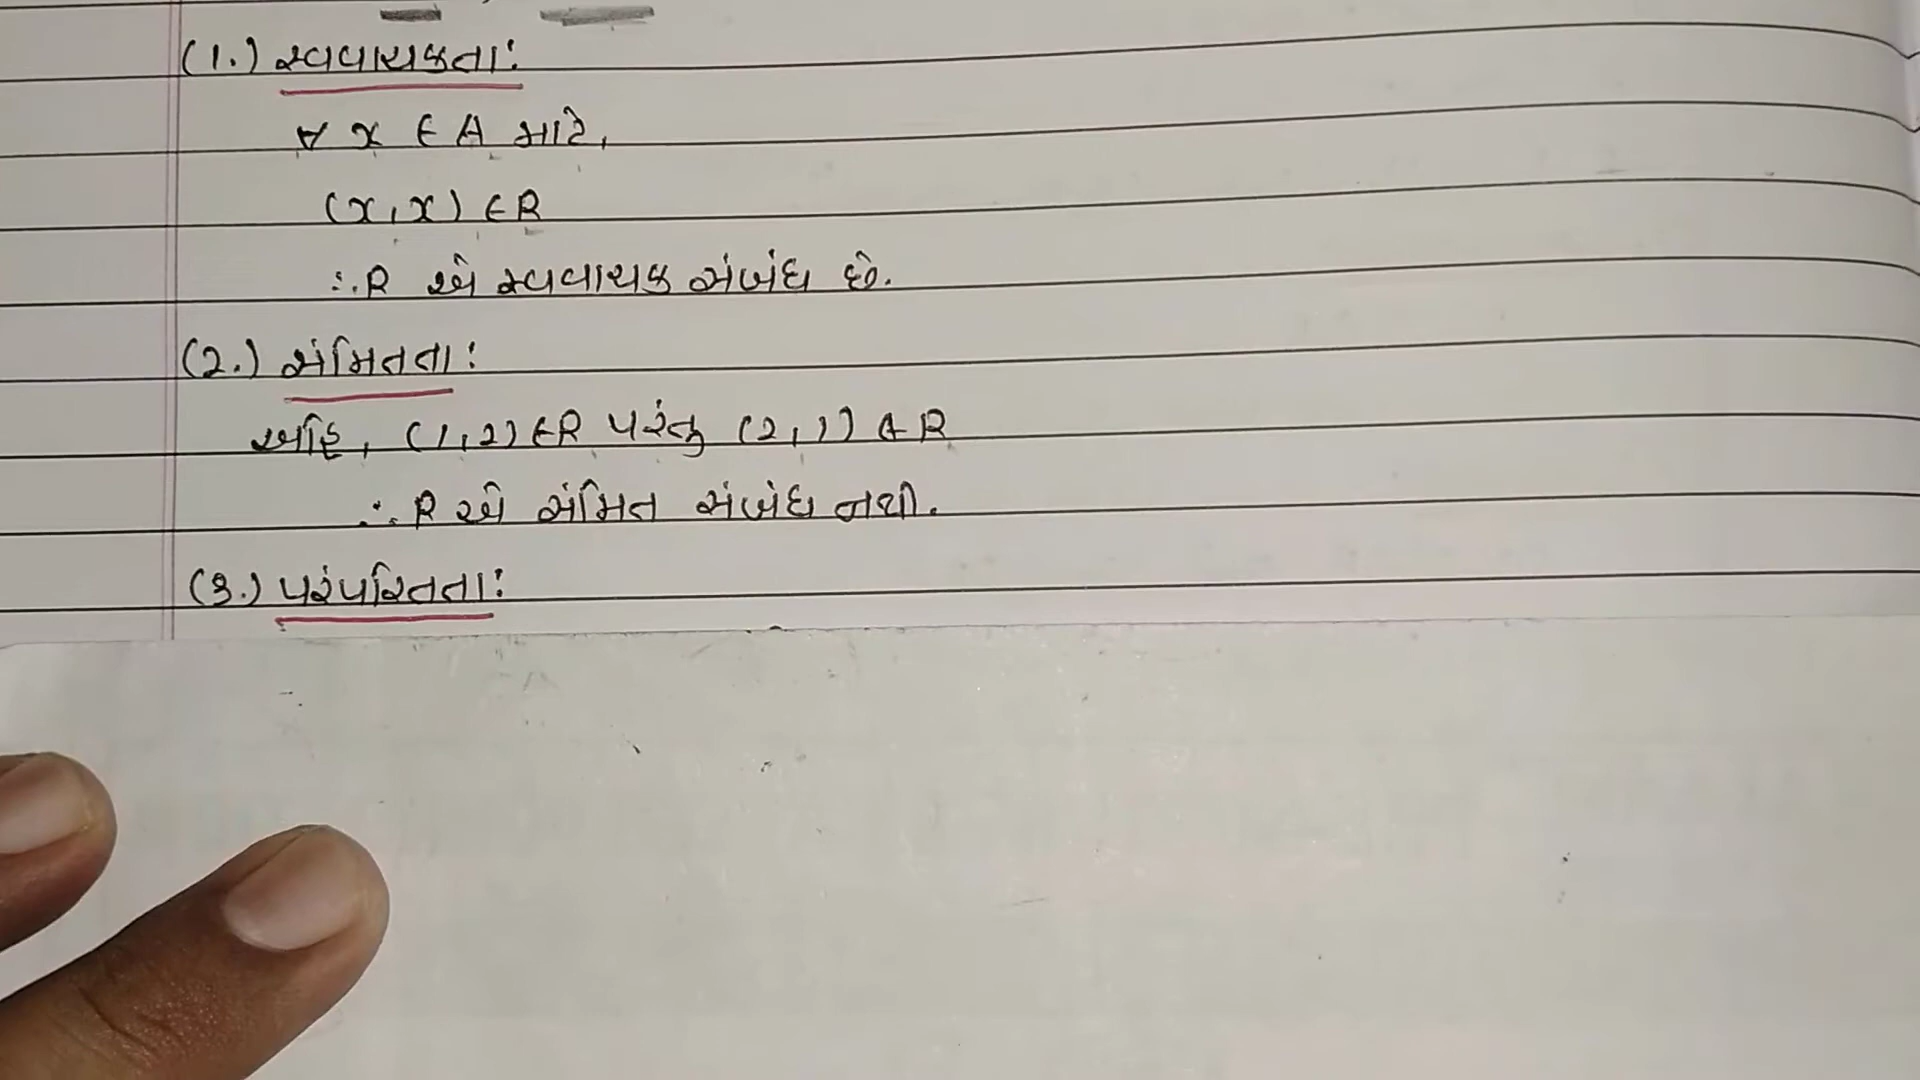 (1.) સ્વવાચકતા:
∀ x ∈ A માટે,
(x, x) ∈ R
∴ R એ સ્વવાચક સંબંધ છે.
(2.) સંમિતતા:
અહિં, (1, 2) ∈ R પરંતુ (2, 1) ∉ R
∴ R એ સંમિત સંબંધ નથી.
(3.) પરંપરિતતા: